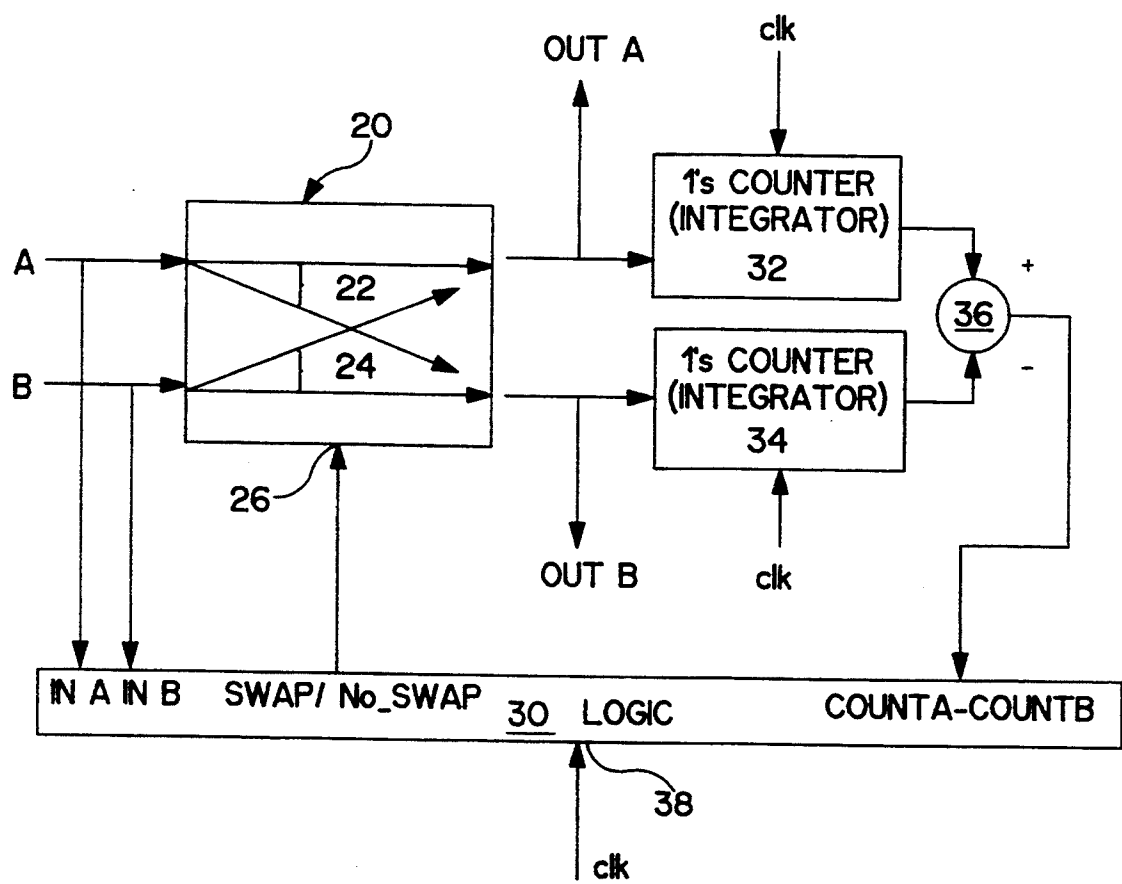 clk
OUT A
20
1's COUNTER
(INTEGRATOR)
32
A
22
+
36
B
24
1's COUNTER
(INTEGRATOR)
34
-
26
OUT B
clk
IN A IN B
SWAP/ No_SWAP
30 LOGIC
COUNTA-COUNTB
38
clk